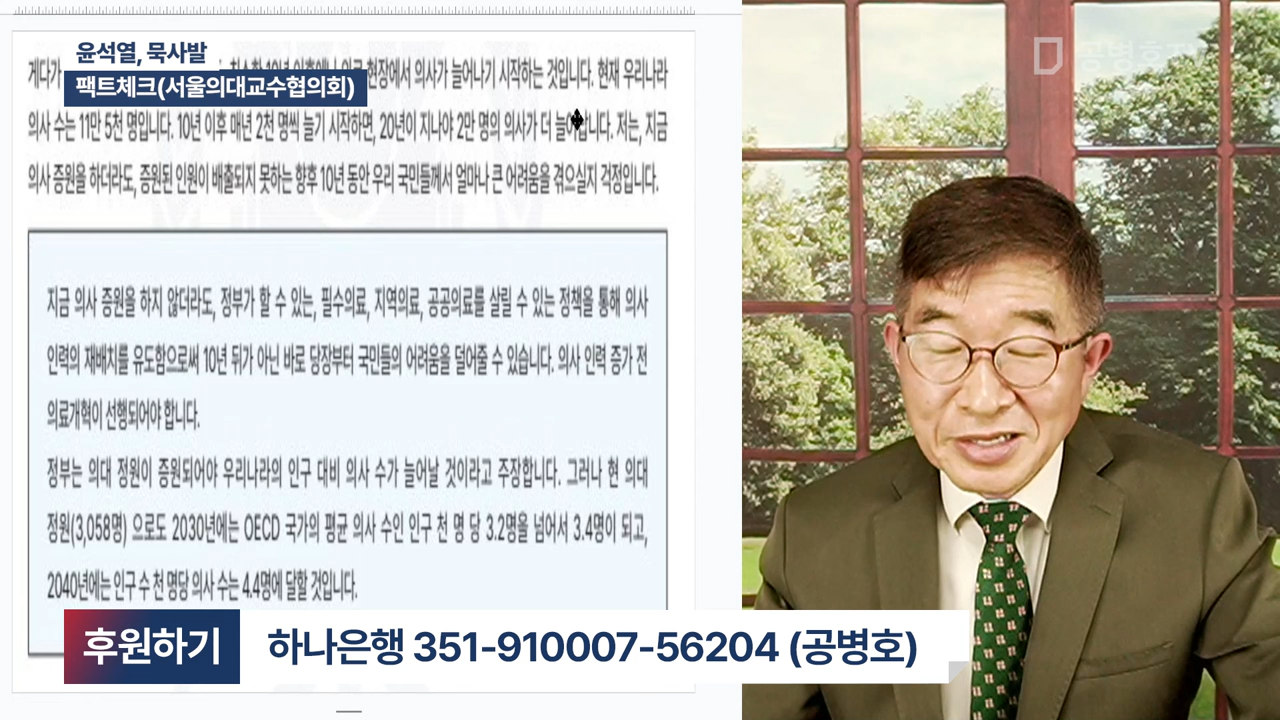 윤석열, 묵사발
팩트체크(서울의대교수협의회)
게다가 현장에서 의사가 늘어나기 시작하는 것입니다. 현재 우리나라
의사 수는 11만 5천 명입니다. 10년 이후 매년 2천 명씩 늘기 시작하면, 20년이 지나야 2만 명의 의사가 더 늘어납니다. 저는, 지금
의사 증원을 하더라도, 증원된 인원이 배출되지 못하는 향후 10년 동안 우리 국민들께서 얼마나 큰 어려움을 겪으실지 걱정입니다.
지금 의사 증원을 하지 않더라도, 정부가 할 수 있는, 필수의료, 지역의료, 공공의료를 살릴 수 있는 정책을 통해 의사
인력의 재배치를 유도함으로써 10년 뒤가 아닌 바로 당장부터 국민들의 어려움을 덜어줄 수 있습니다. 의사 인력 증가 전
의료개혁이 선행되어야 합니다.
정부는 의대 정원이 증원되어야 우리나라의 인구 대비 의사 수가 늘어날 것이라고 주장합니다. 그러나 현 의대
정원(3,058명) 으로도 2030년에는 OECD 국가의 평균 의사 수인 인구 천 명 당 3.2명을 넘어서 3.4명이 되고,
2040년에는 인구 수 천 명당 의사 수는 4.4명에 달할 것입니다.
후원하기
하나은행 351-910007-56204 (공병호)
공병호